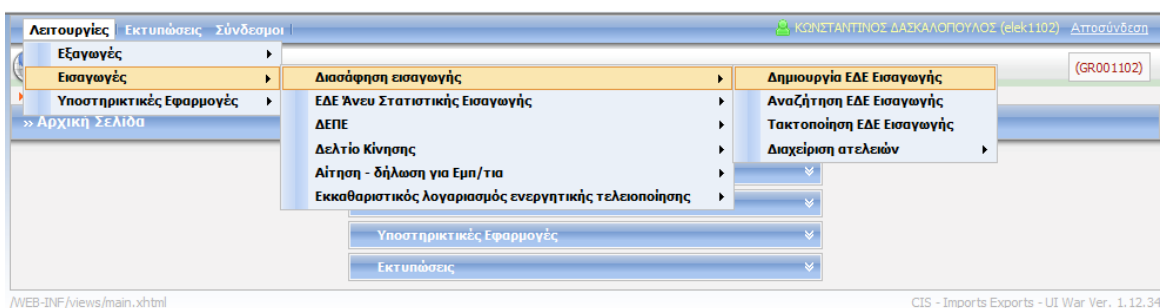 Λειτουργίες Εκτυπώσεις Σύνδεσμοι
ΚΩΝΣΤΑΝΤΙΝΟΣ ΔΑΣΚΑΛΟΠΟΥΛΟΣ (elek1102) Αποσύνδεση
Εξαγωγές
(GR001102)
Εισαγωγές
Διασάφηση εισαγωγής
Δημιουργία ΕΔΕ Εισαγωγής
Υποστηρικτικές Εφαρμογές
ΕΔΕ Άνευ Στατιστικής Εισαγωγής
Αναζήτηση ΕΔΕ Εισαγωγής
» Αρχική Σελίδα
ΔΕΠΕ
Τακτοποίηση ΕΔΕ Εισαγωγής
Δελτίο Κίνησης
Διαχείριση ατελειών
Αίτηση - δήλωση για Εμπ/τια
Εκκαθαριστικός λογαριασμός ενεργητικής τελειοποίησης
Υποστηρικτικές Εφαρμογές
Εκτυπώσεις
/WEB-INF/views/main.xhtml
CIS - Imports Exports - UI War Ver. 1.12.34